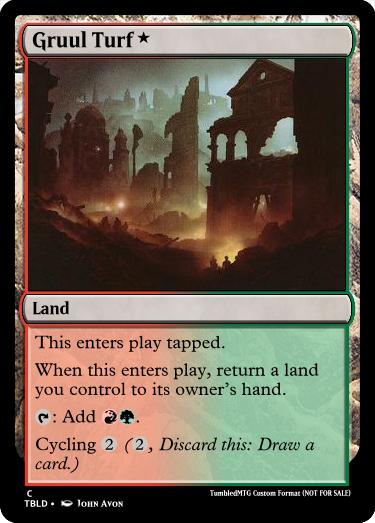 Gruul Turf ★
Land
This enters play tapped.
When this enters play, return a land
you control to its owner's hand.
: Add .
Cycling 2 ( 2 , Discard this: Draw a
card.)
C
TBLD • John Avon
TumbledMTG Custom Format (NOT FOR SALE)